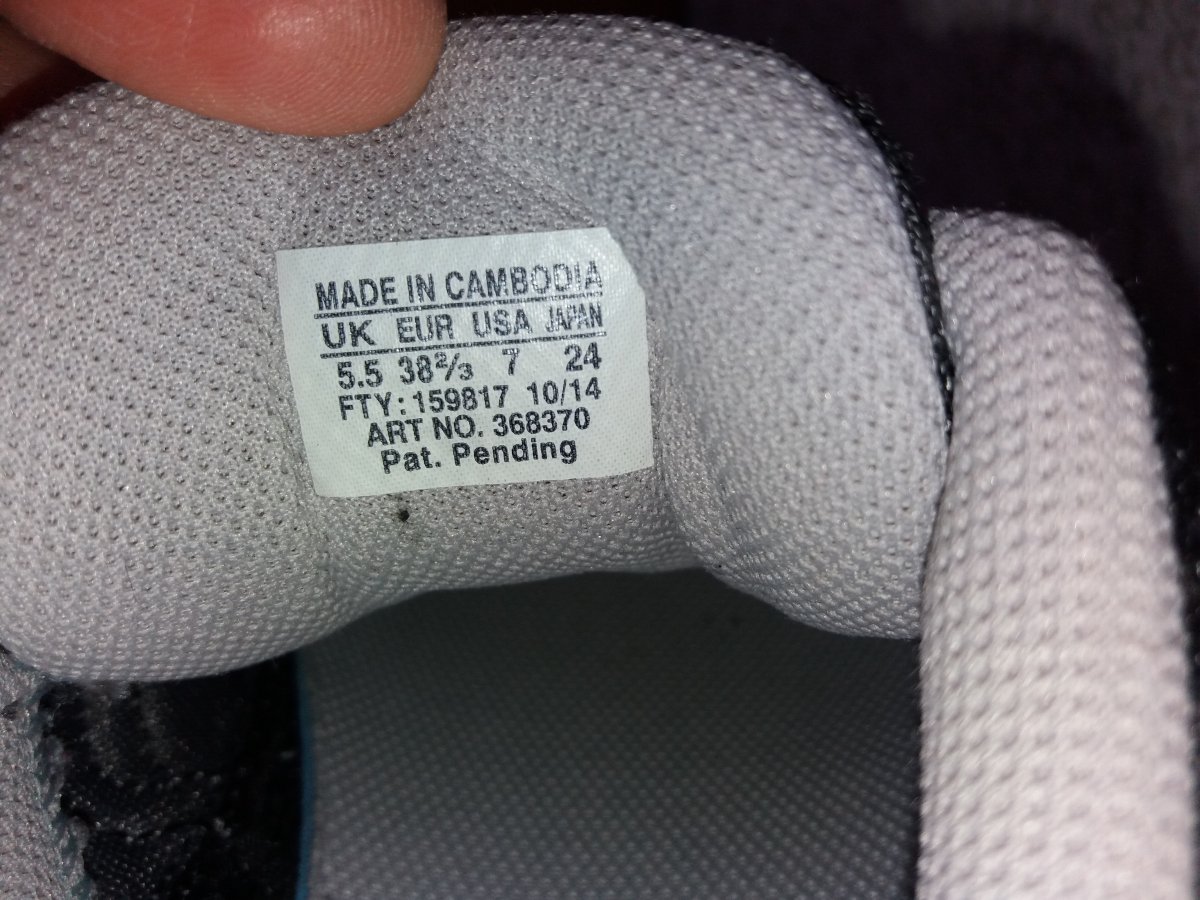 MADE IN CAMBODIA
UK EUR USA JAPAN
5.5 38⅔ 7 24
FTY: 159817 10/14
ART NO. 368370
Pat. Pending